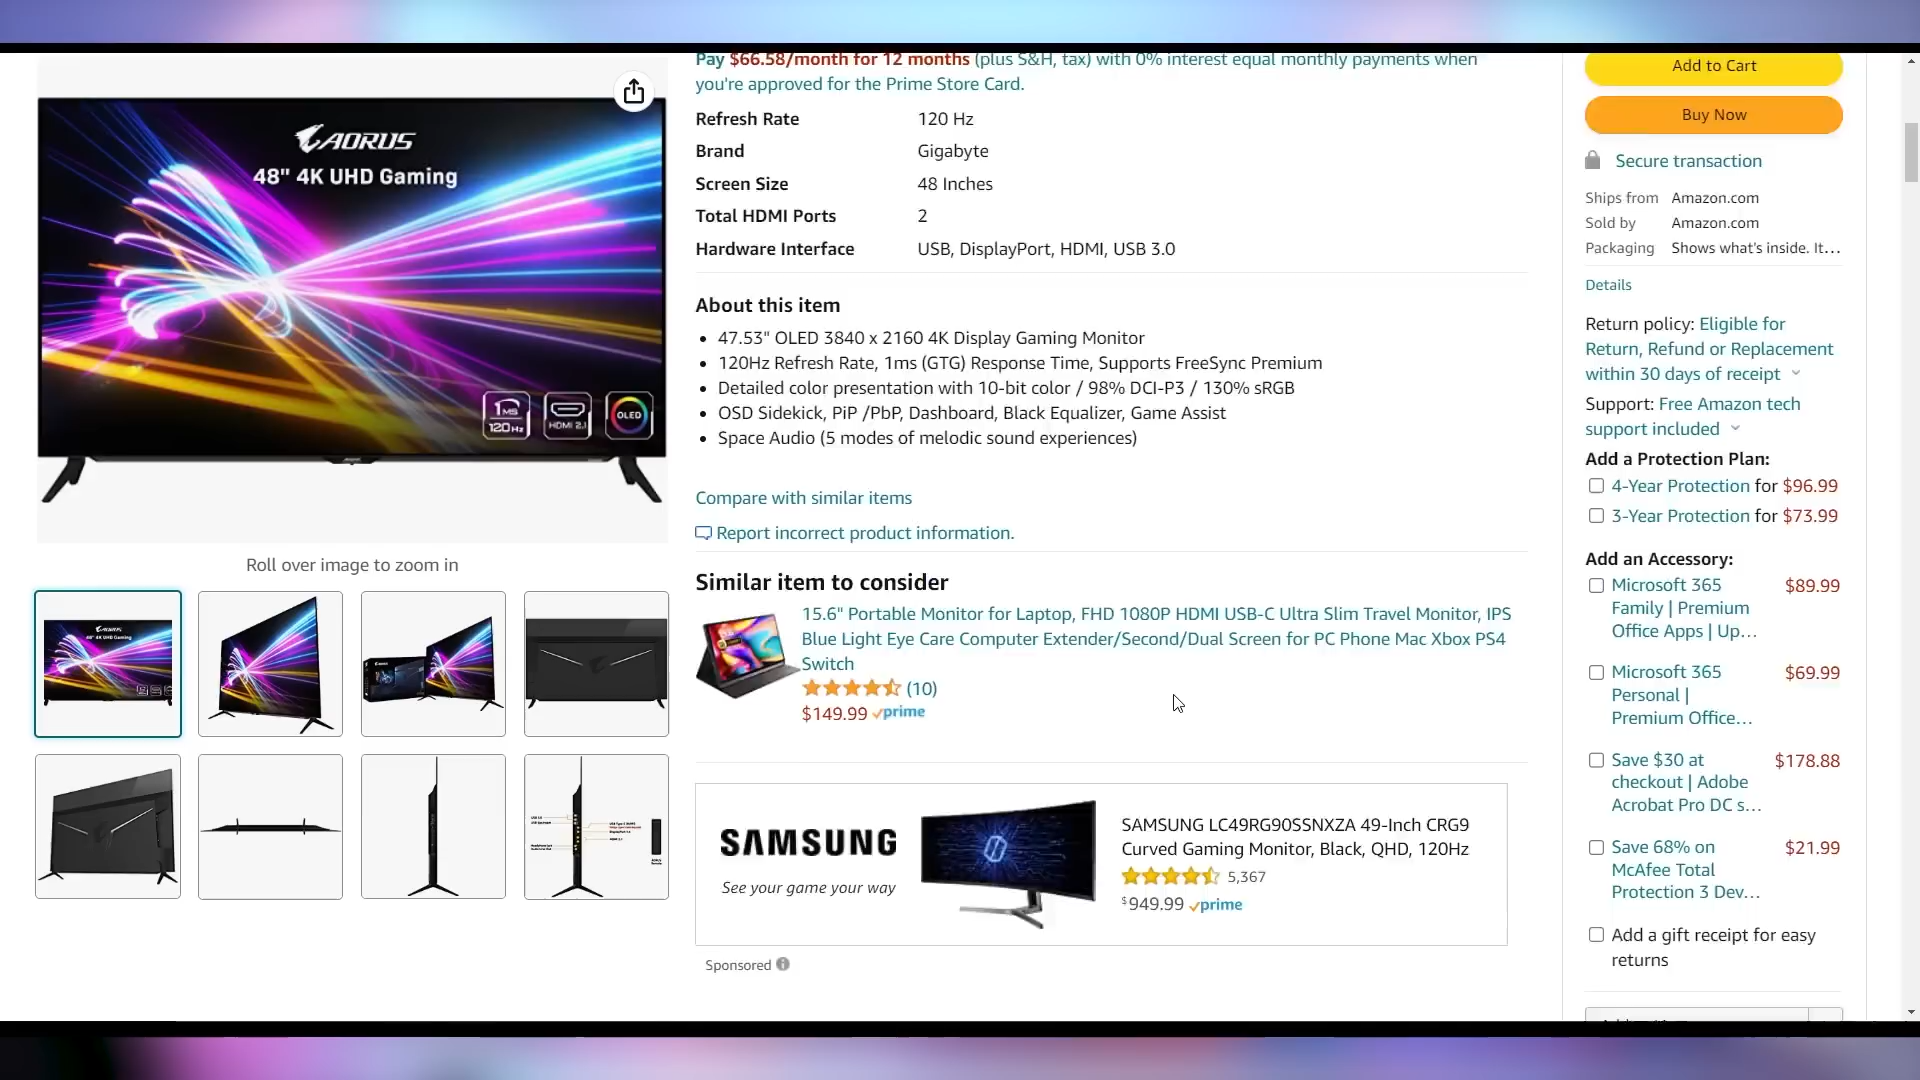 Pay $66.58/month for 12 months (plus S&H, tax) with 0% interest equal monthly payments when
you're approved for the Prime Store Card.
AORUS
48" 4K UHD Gaming
1MS
120Hz
HDMI 2.1
OLED
Roll over image to zoom in
Refresh Rate 120 Hz
Brand Gigabyte
Screen Size 48 Inches
Total HDMI Ports 2
Hardware Interface USB, DisplayPort, HDMI, USB 3.0
About this item
47.53" OLED 3840 x 2160 4K Display Gaming Monitor
120Hz Refresh Rate, 1ms (GTG) Response Time, Supports FreeSync Premium
Detailed color presentation with 10-bit color / 98% DCI-P3 / 130% sRGB
OSD Sidekick, PiP /PbP, Dashboard, Black Equalizer, Game Assist
Space Audio (5 modes of melodic sound experiences)
Compare with similar items
Report incorrect product information.
Similar item to consider
15.6" Portable Monitor for Laptop, FHD 1080P HDMI USB-C Ultra Slim Travel Monitor, IPS
Blue Light Eye Care Computer Extender/Second/Dual Screen for PC Phone Mac Xbox PS4
Switch
(10)
$149.99 prime
SAMSUNG
See your game your way
SAMSUNG LC49RG90SSNXZA 49-Inch CRG9
Curved Gaming Monitor, Black, QHD, 120Hz
5,367
$949.99 prime
Sponsored
Add to Cart
Buy Now
Secure transaction
Ships from Amazon.com
Sold by Amazon.com
Packaging Shows what's inside. It…
Details
Return policy: Eligible for
Return, Refund or Replacement
within 30 days of receipt
Support: Free Amazon tech
support included
Add a Protection Plan:
4-Year Protection for $96.99
3-Year Protection for $73.99
Add an Accessory:
Microsoft 365 $89.99
Family | Premium
Office Apps | Up…
Microsoft 365 $69.99
Personal |
Premium Office…
Save $30 at $178.88
checkout | Adobe
Acrobat Pro DC s…
Save 68% on $21.99
McAfee Total
Protection 3 Dev…
Add a gift receipt for easy
returns